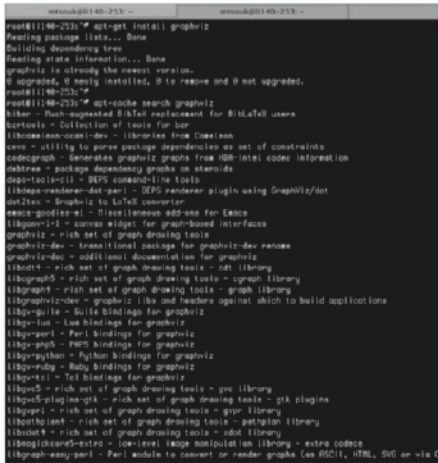 root@li140-253:~# apt-get install graphviz
Reading package lists... Done
Building dependency tree
Reading state information... Done
graphviz is already the newest version.
0 upgraded, 0 newly installed, 0 to remove and 0 not upgraded.
root@li140-253:~#
root@li140-253:~# apt-cache search graphviz
biber - Much-augmented BibTeX replacement for BibLaTeX users
bzrtools - Collection of tools for bzr
libcameleon-ocaml-dev - libraries from Cameleon
ceve - utility to parse package dependencies as set of constraints
codecgraph - Generates graphviz graphs from HDA-Intel codec information
debtree - package dependency graphs on steroids
deps-tools-cli - DEPS command-line tools
libdeps-renderer-dot-perl - DEPS renderer plugin using GraphViz/dot
dot2tex - Graphviz to LaTeX converter
emacs-goodies-el - Miscellaneous add-ons for Emacs
libganv-1-1 - canvas widget for graph-based interfaces
graphviz - rich set of graph drawing tools
graphviz-dev - transitional package for graphviz-dev rename
graphviz-doc - additional documentation for graphviz
libcdt4 - rich set of graph drawing tools - cdt library
libcgraph5 - rich set of graph drawing tools - cgraph library
libgraph4 - rich set of graph drawing tools - graph library
libgraphviz-dev - graphviz libs and headers against which to build applications
libgv-guile - Guile bindings for graphviz
libgv-lua - Lua bindings for graphviz
libgv-perl - Perl bindings for graphviz
libgv-php5 - PHP5 bindings for graphviz
libgv-python - Python bindings for graphviz
libgv-ruby - Ruby bindings for graphviz
libgv-tcl - Tcl bindings for graphviz
libgvc5 - rich set of graph drawing tools - gvc library
libgvc5-plugins-gtk - rich set of graph drawing tools - gtk plugins
libgvpr1 - rich set of graph drawing tools - gvpr library
libpathplan4 - rich set of graph drawing tools - pathplan library
libxdot4 - rich set of graph drawing tools - xdot library
libmagickcore5-extra - low-level image manipulation library - extra codecs
libgraph-easy-perl - Perl module to convert or render graphs (as ASCII, HTML, SVG or via G